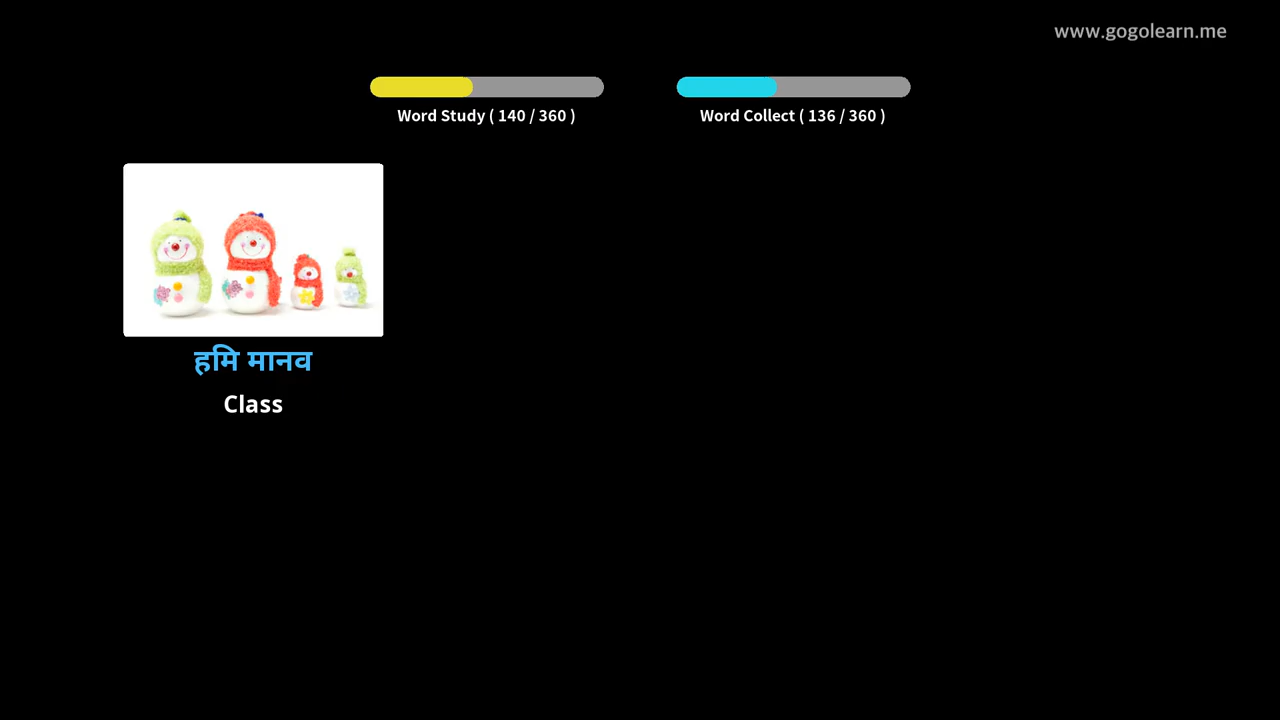 www.gogolearn.me
Word Study ( 140 / 360 )
Word Collect ( 136 / 360 )
हमि मानव
Class